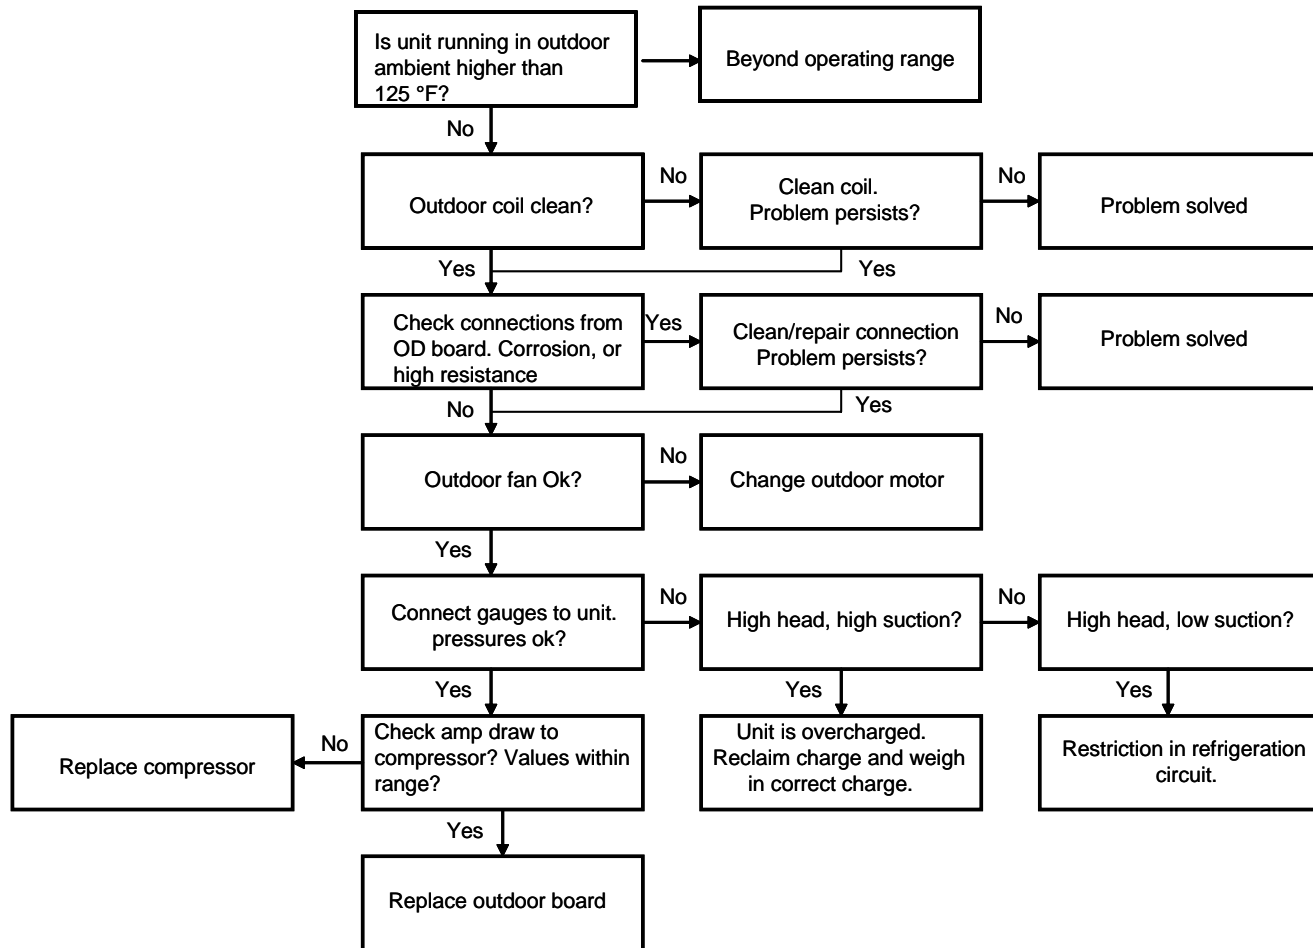 Is unit running in outdoor
ambient higher than
125 °F?
Beyond operating range
No
Outdoor coil clean?
No
Clean coil.
Problem persists?
No
Problem solved
Yes
Yes
Check connections from
OD board. Corrosion, or
high resistance
Yes
Clean/repair connection
Problem persists?
No
Problem solved
No
Yes
Outdoor fan Ok?
No
Change outdoor motor
Yes
Connect gauges to unit.
pressures ok?
No
High head, high suction?
No
High head, low suction?
Yes
Yes
Yes
Replace compressor
No
Check amp draw to
compressor? Values within
range?
Unit is overcharged.
Reclaim charge and weigh
in correct charge.
Restriction in refrigeration
circuit.
Yes
Replace outdoor board